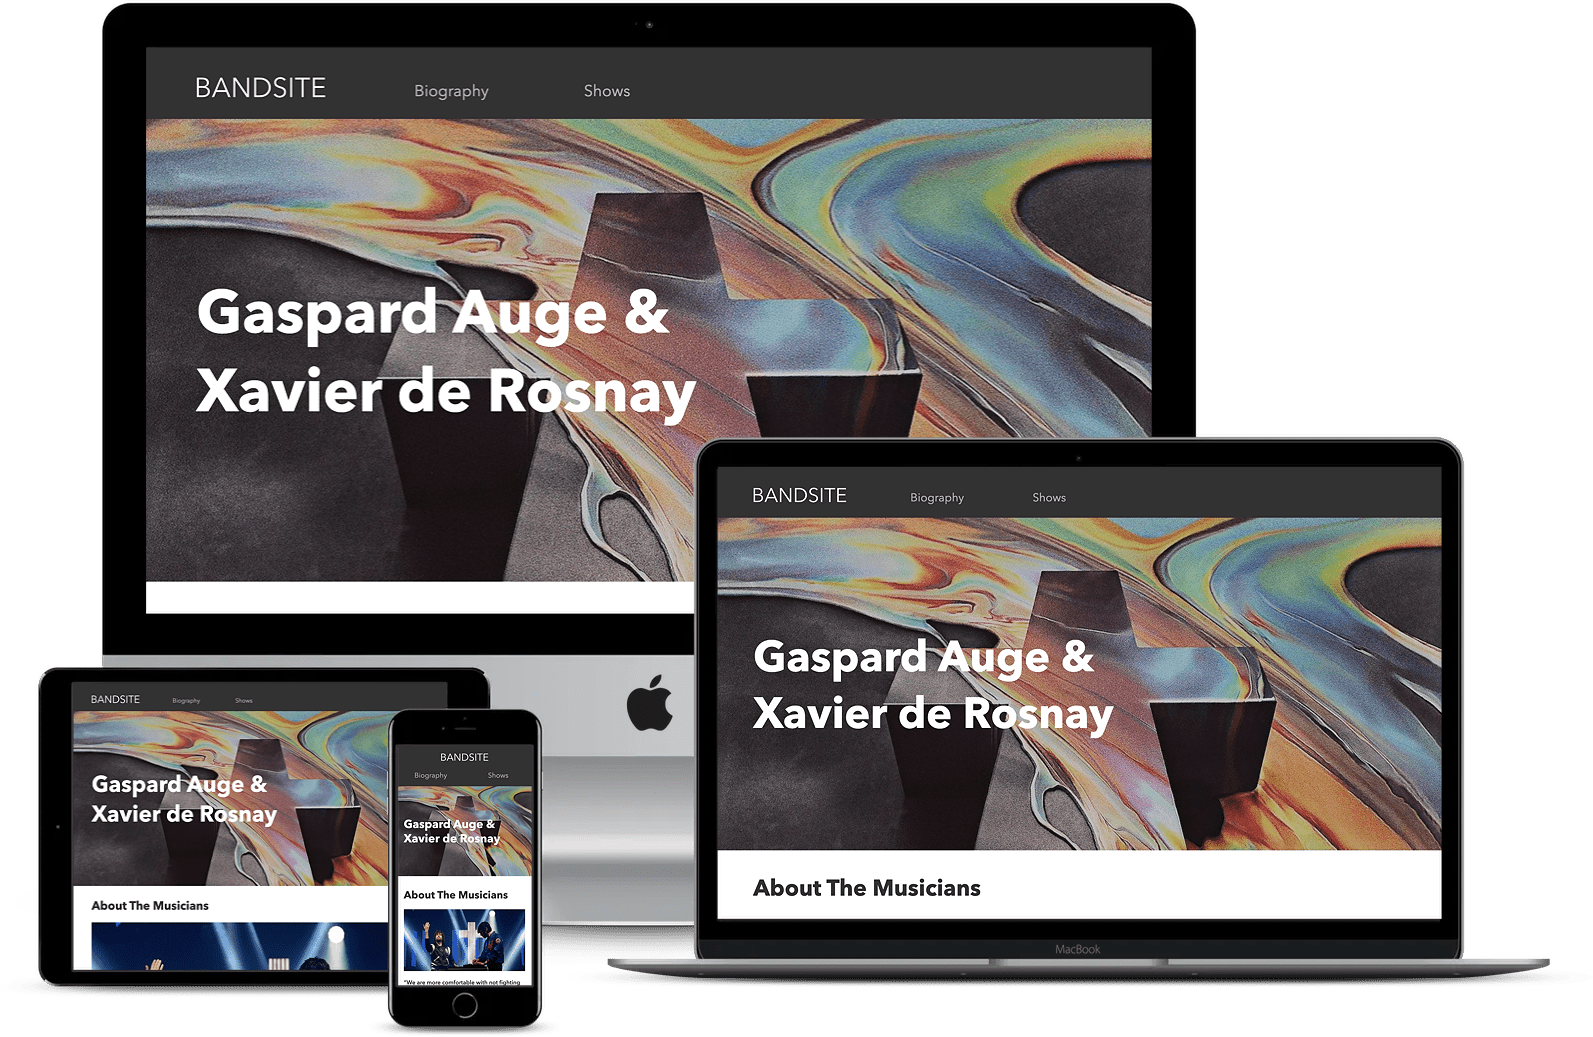 BANDSITE
Biography
Shows
Gaspard Auge &
Xavier de Rosnay
BANDSITE
Biography
Shows
Gaspard Auge &
Xavier de Rosnay
About The Musicians
MacBook
BANDSITE
Biography
Shows
Gaspard Auge &
Xavier de Rosnay
About The Musicians
BANDSITE
Biography
Shows
Gaspard Auge &
Xavier de Rosnay
About The Musicians
"We are more comfortable with not fighting